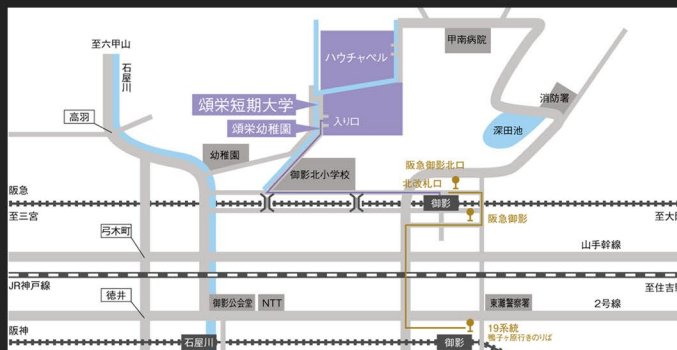 至六甲山
石屋川
甲南病院
ハウチャペル
高羽
頌栄短期大学
消防署
頌栄幼稚園
入り口
深田池
幼稚園
御影北小学校
阪急御影北口
北改札口
阪急
御影
至三宮
阪急御影
弓木町
山手幹線
JR神戸線
徳井
御影公会堂
NTT
東灘警察署
2号線
阪神
19系統
鴨子ヶ原行きのりば
石屋川
御影